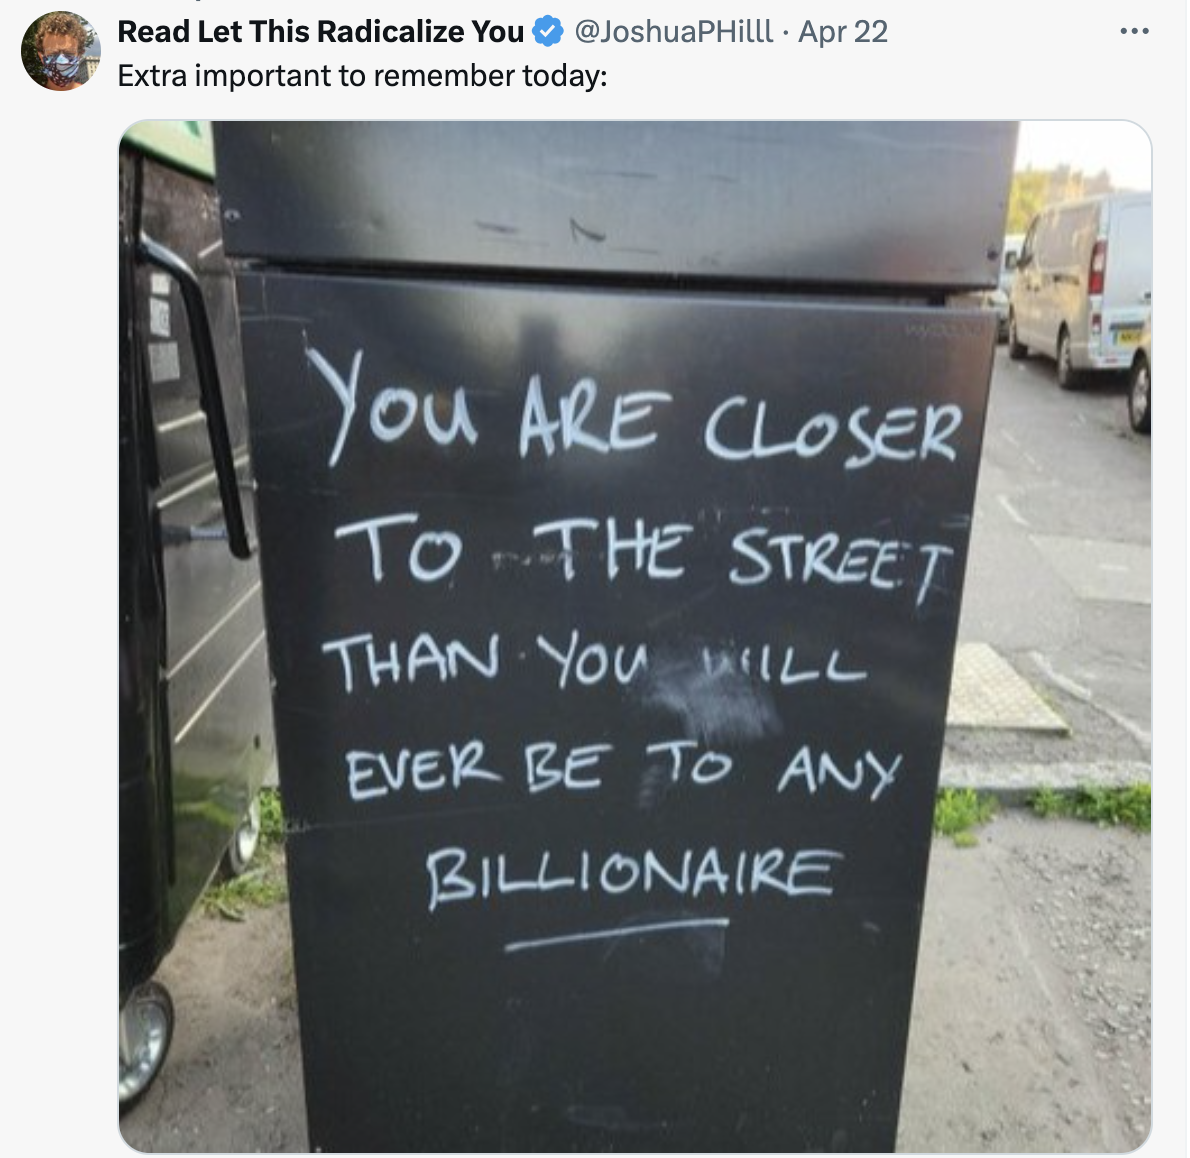 Read Let This Radicalize You @JoshuaPHilll · Apr 22
Extra important to remember today:
YOU ARE CLOSER
TO THE STREET
THAN YOU WILL
EVER BE TO ANY
BILLIONAIRE